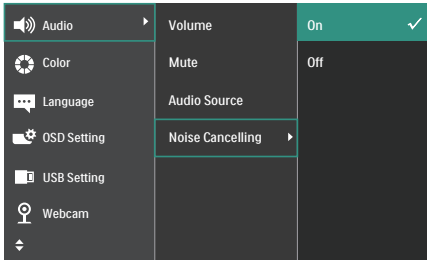 Audio
Color
Language
OSD Setting
USB Setting
Webcam
Volume
Mute
Audio Source
Noise Cancelling
On
Off